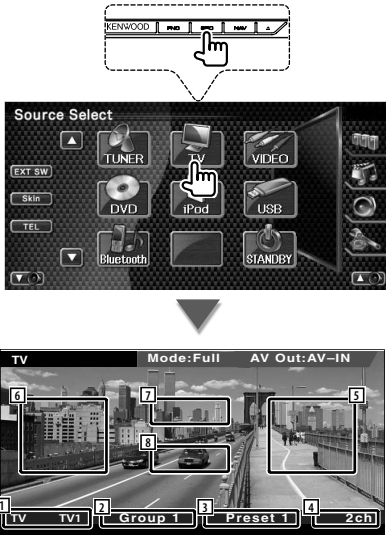 KENWOOD FNC SRC NAV
Source Select
TUNER TV VIDEO
EXT SW
Skin
DVD iPod USB
TEL
Bluetooth STANDBY
TV Mode:Full AV Out:AV–IN
6 7 5
8
1 2 3 4
TV TV1 Group 1 Preset 1 2ch